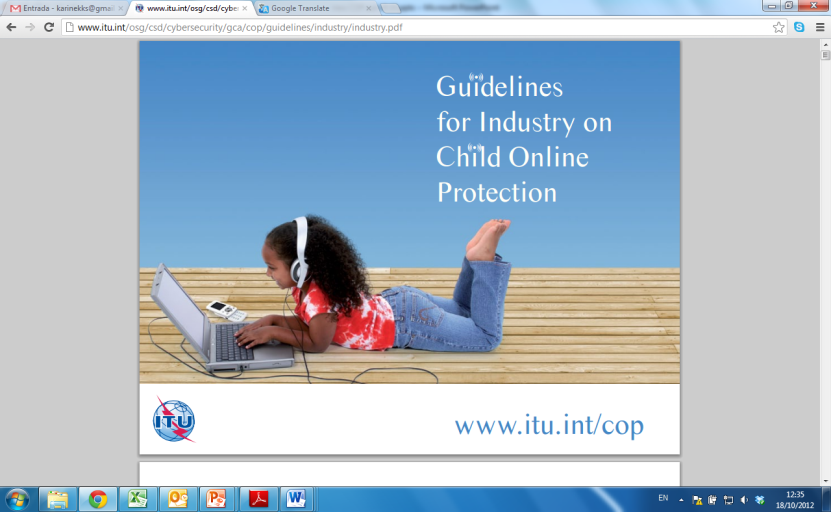 Entrada - karinekks@gmai
www.itu.int/osg/csd/cybe
Google Translate
Microsoft PowerPoint
www.itu.int/osg/csd/cybersecurity/gca/cop/guidelines/industry/industry.pdf
Guidelines
for Industry on
Child Online
Protection
ITU
www.itu.int/cop
EN
12:35
18/10/2012